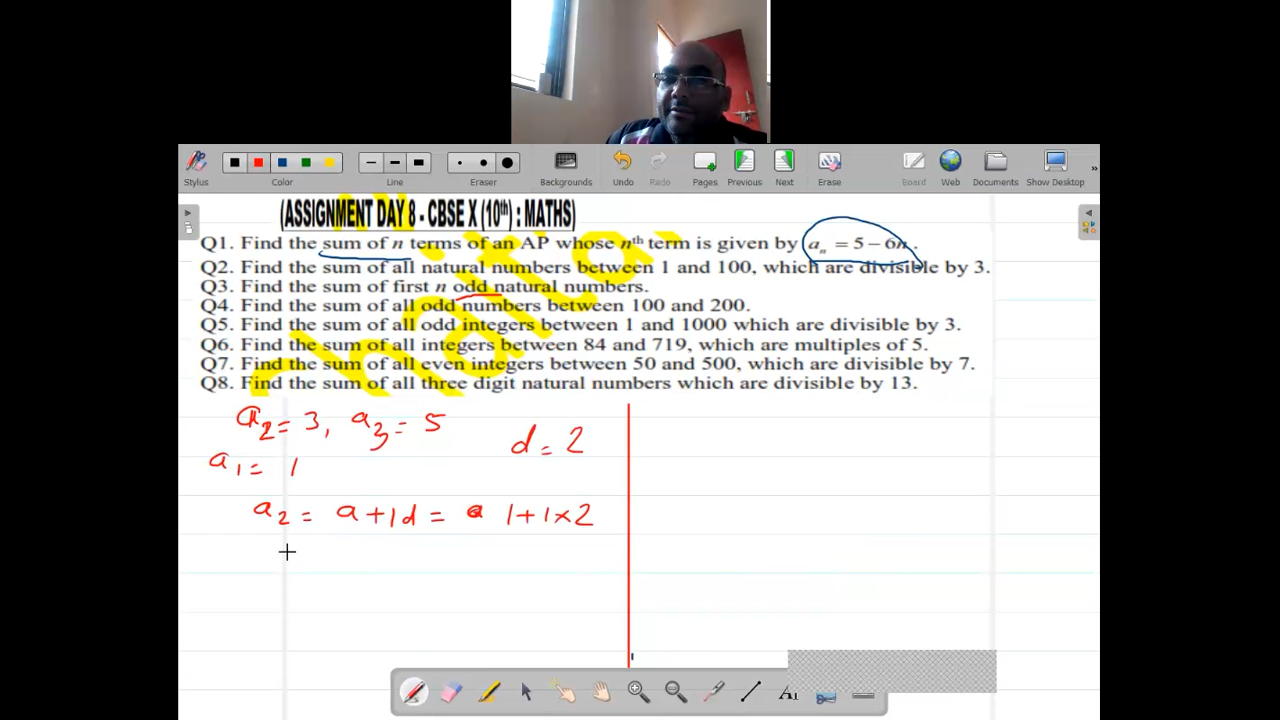 Stylus Color Line Eraser Backgrounds Undo Redo Pages Previous Next Erase Board Web Documents Show Desktop »
(ASSIGNMENT DAY 8 - CBSE X (10th) : MATHS)
Q1. Find the sum of n terms of an AP whose nth term is given by aₙ = 5 – 6n.
Q2. Find the sum of all natural numbers between 1 and 100, which are divisible by 3.
Q3. Find the sum of first n odd natural numbers.
Q4. Find the sum of all odd numbers between 100 and 200.
Q5. Find the sum of all odd integers between 1 and 1000 which are divisible by 3.
Q6. Find the sum of all integers between 84 and 719, which are multiples of 5.
Q7. Find the sum of all even integers between 50 and 500, which are divisible by 7.
Q8. Find the sum of all three digit natural numbers which are divisible by 13.
a₂ = 3, a₃ = 5 d = 2
a₁ = 1
a₂ = a + 1d = 1 + 1 × 2